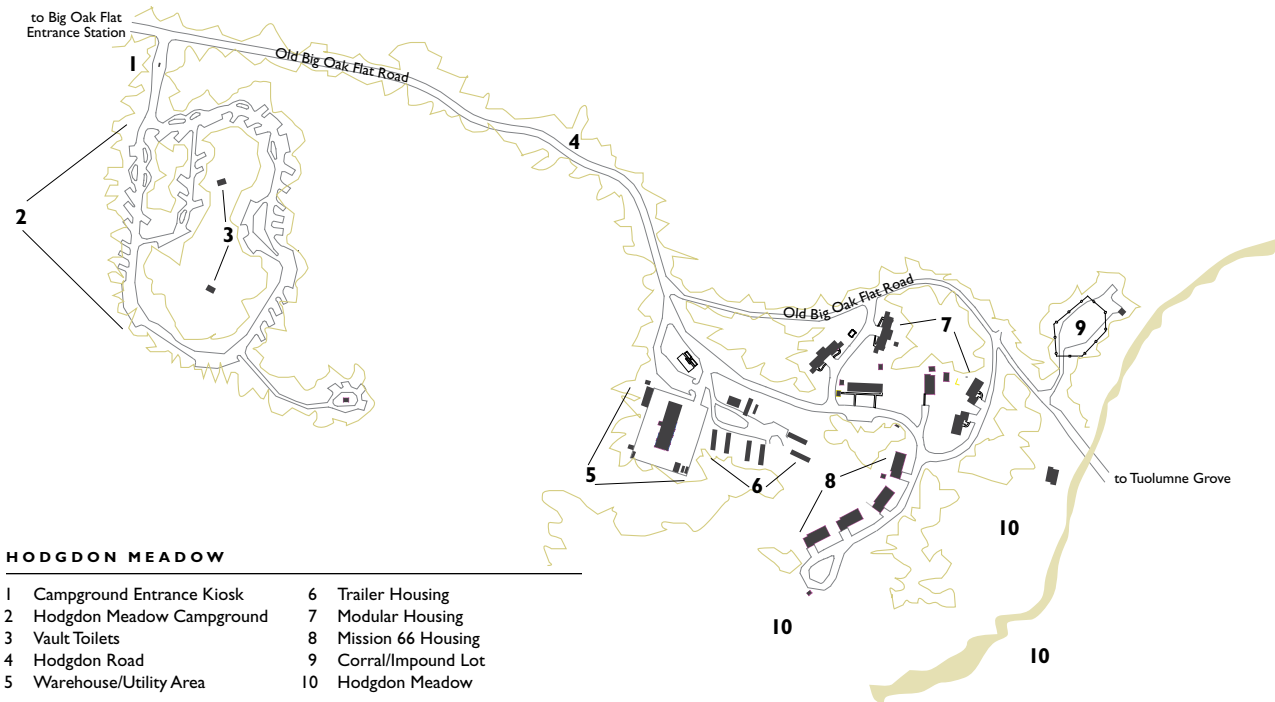 to Big Oak Flat
Entrance Station
Old Big Oak Flat Road
1
4
2
3
Old Big Oak Flat Road
7
9
5
6
8
to Tuolumne Grove
10
10
10
HODGDON MEADOW
1 Campground Entrance Kiosk
2 Hodgdon Meadow Campground
3 Vault Toilets
4 Hodgdon Road
5 Warehouse/Utility Area
6 Trailer Housing
7 Modular Housing
8 Mission 66 Housing
9 Corral/Impound Lot
10 Hodgdon Meadow